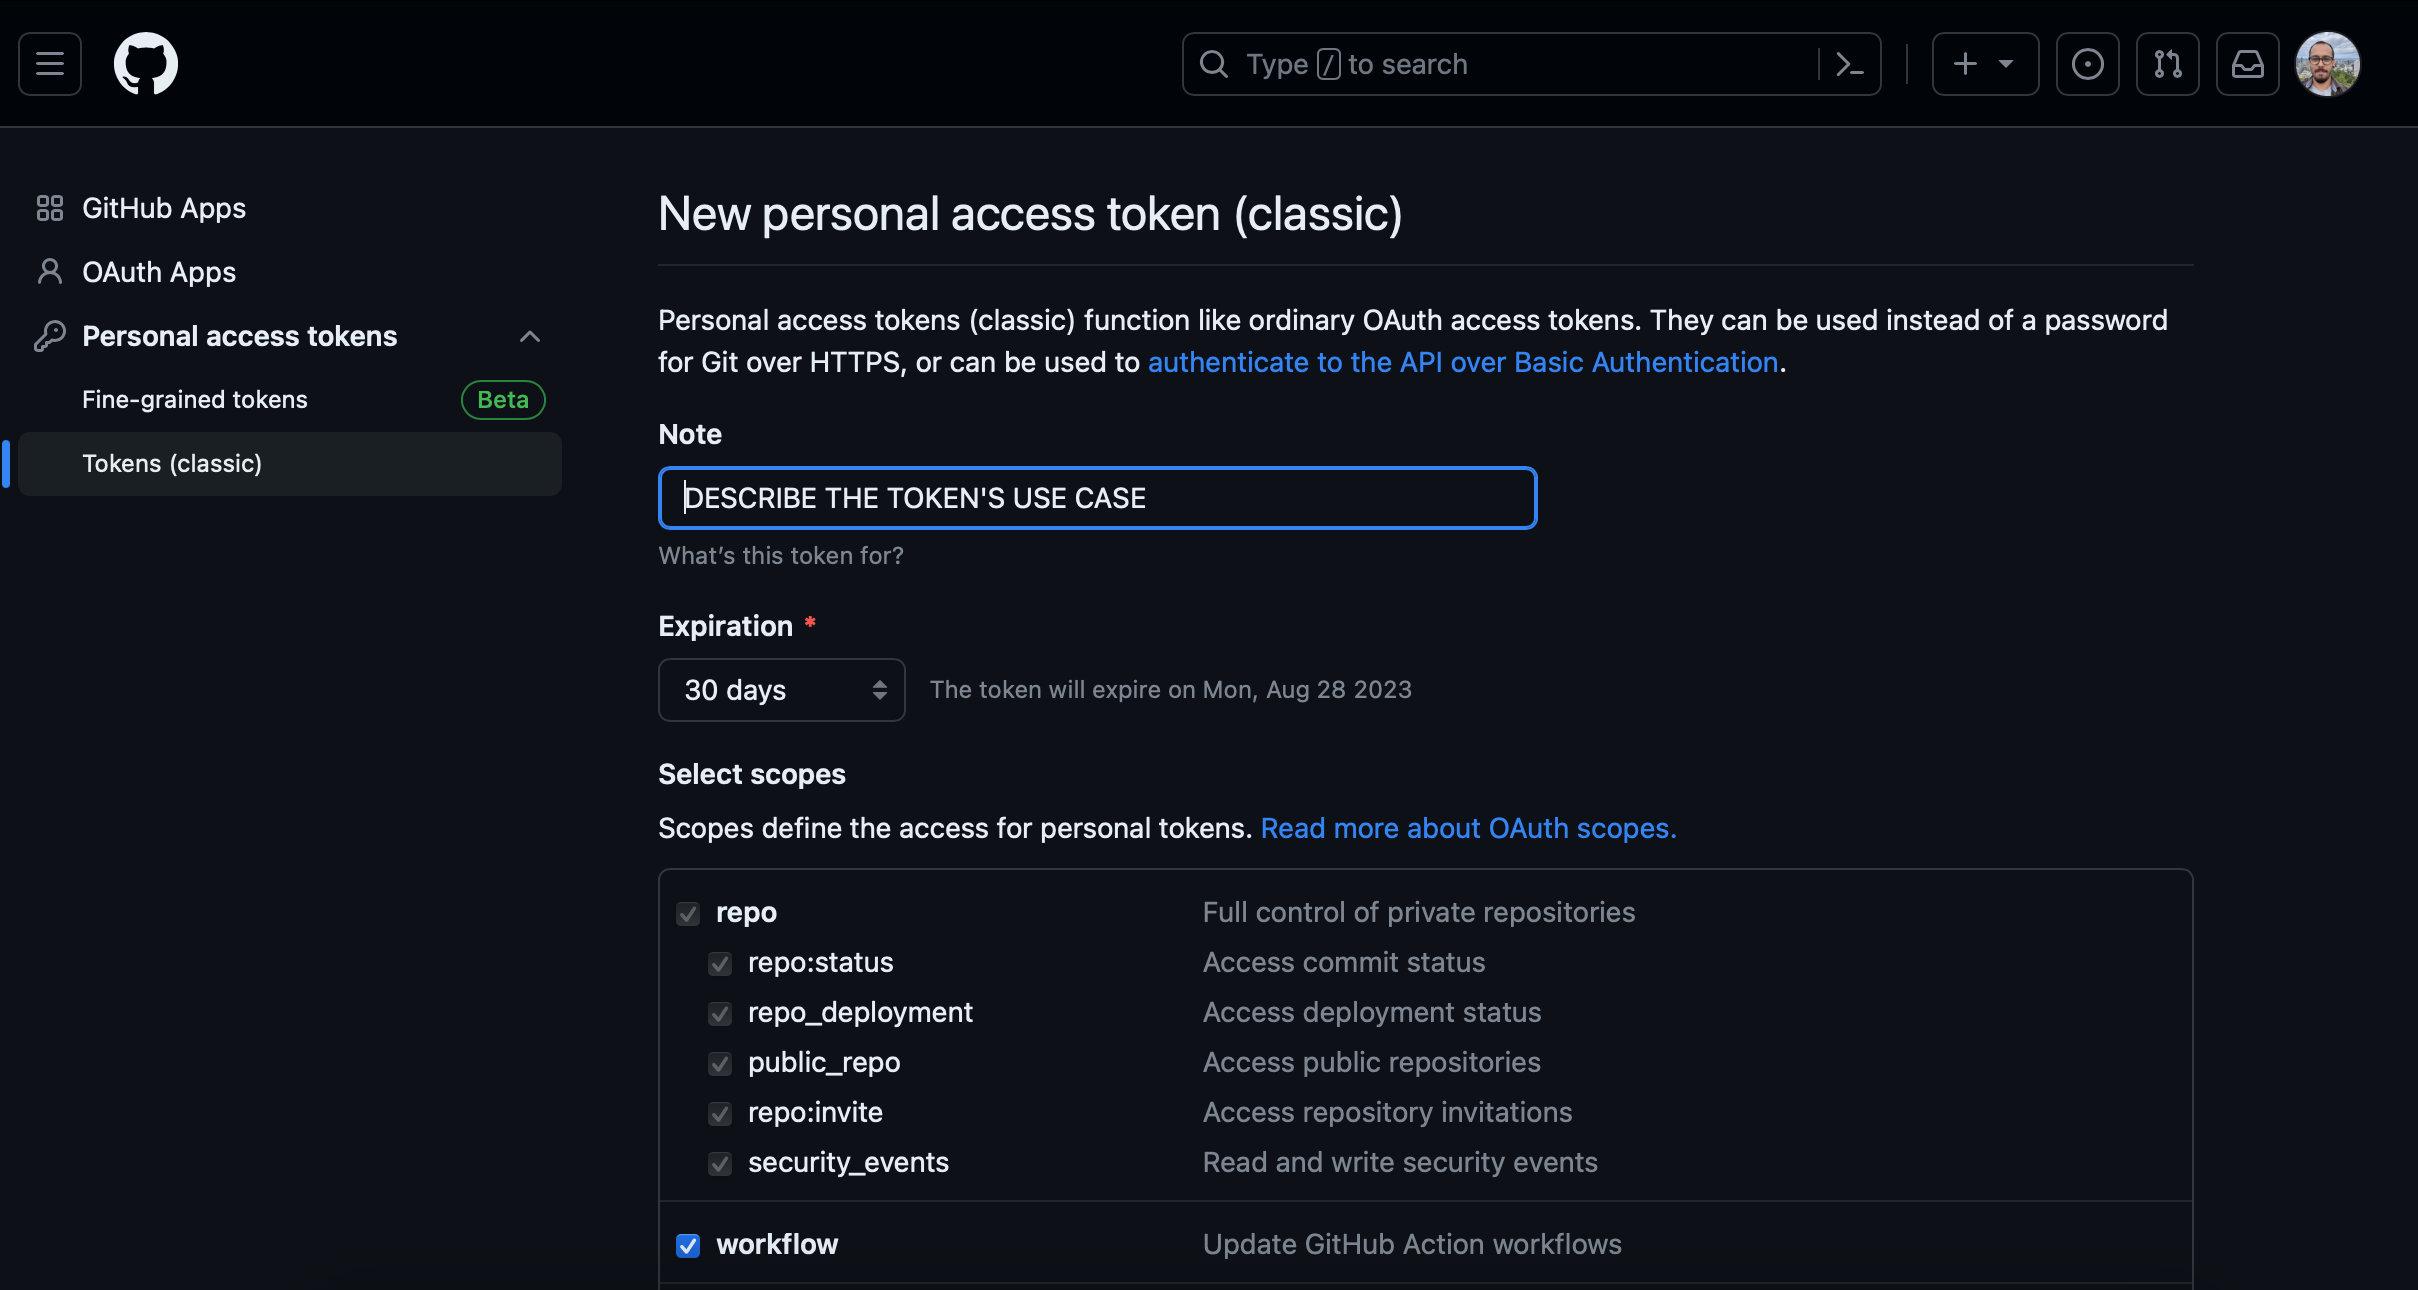 Type / to search
GitHub Apps
OAuth Apps
Personal access tokens
Fine-grained tokens Beta
Tokens (classic)
New personal access token (classic)
Personal access tokens (classic) function like ordinary OAuth access tokens. They can be used instead of a password
for Git over HTTPS, or can be used to authenticate to the API over Basic Authentication.
Note
DESCRIBE THE TOKEN'S USE CASE
What’s this token for?
Expiration *
30 days The token will expire on Mon, Aug 28 2023
Select scopes
Scopes define the access for personal tokens. Read more about OAuth scopes.
repo Full control of private repositories
repo:status Access commit status
repo_deployment Access deployment status
public_repo Access public repositories
repo:invite Access repository invitations
security_events Read and write security events
workflow Update GitHub Action workflows